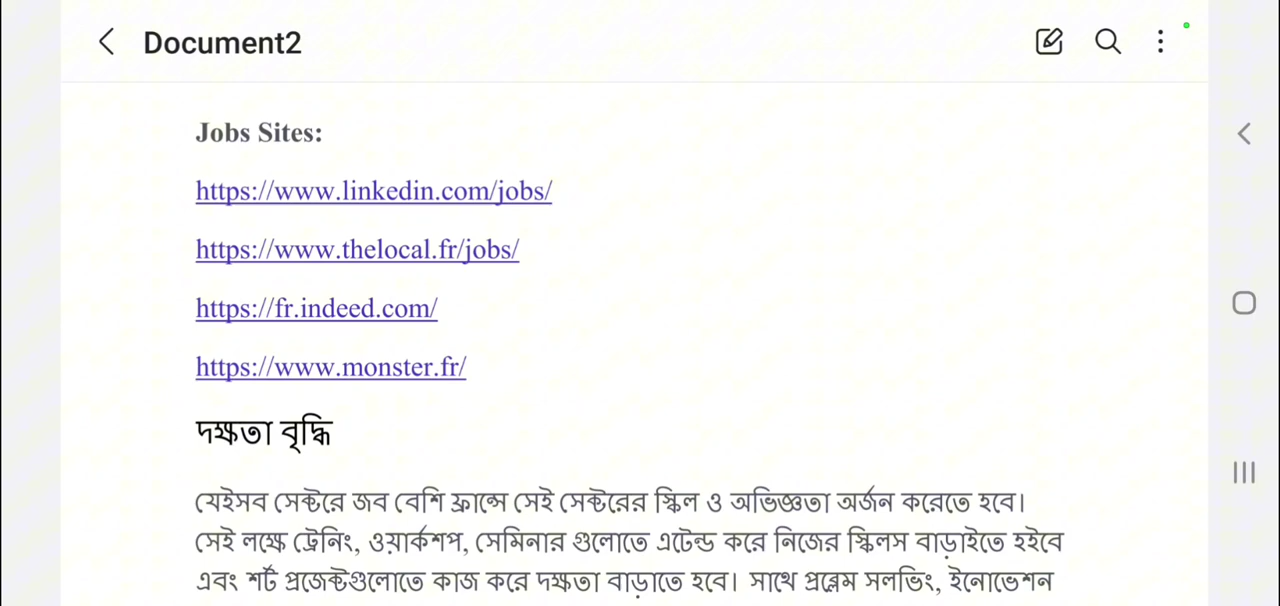 Document2
Jobs Sites:
https://www.linkedin.com/jobs/
https://www.thelocal.fr/jobs/
https://fr.indeed.com/
https://www.monster.fr/
দক্ষতা বৃদ্ধি
যেইসব সেক্টরে জব বেশি ফ্রান্সে সেই সেক্টরের স্কিল ও অভিজ্ঞতা অর্জন করেতে হবে।
সেই লক্ষে ট্রেনিং, ওয়ার্কশপ, সেমিনার গুলোতে এটেন্ড করে নিজের স্কিলস বাড়াইতে হইবে
এবং শর্ট প্রজেক্টগুলোতে কাজ করে দক্ষতা বাড়াতে হবে। সাথে প্রব্লেম সলভিং, ইনোভেশন